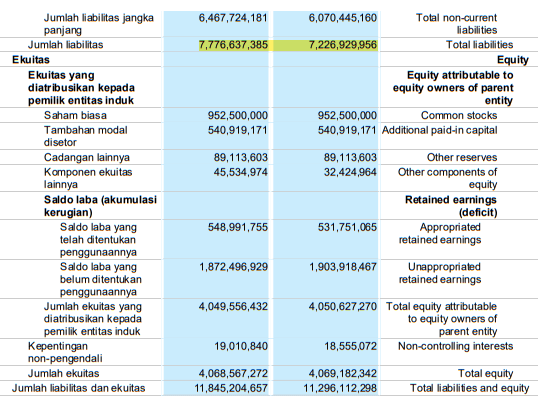 Jumlah liabilitas jangka 6,467,724,181 6,070,445,160 Total non-current
panjang liabilities
Jumlah liabilitas 7,776,637,385 7,226,929,956 Total liabilities
Ekuitas Equity
Ekuitas yang Equity attributable to
diatribusikan kepada equity owners of parent
pemilik entitas induk entity
Saham biasa 952,500,000 952,500,000 Common stocks
Tambahan modal 540,919,171 540,919,171 Additional paid-in capital
disetor
Cadangan lainnya 89,113,603 89,113,603 Other reserves
Komponen ekuitas 45,534,974 32,424,964 Other components of
lainnya equity
Saldo laba (akumulasi Retained earnings
kerugian) (deficit)
Saldo laba yang 548,991,755 531,751,065 Appropriated
telah ditentukan retained earnings
penggunaannya
Saldo laba yang 1,872,496,929 1,903,918,467 Unappropriated
belum ditentukan retained earnings
penggunaannya
Jumlah ekuitas yang 4,049,556,432 4,050,627,270 Total equity attributable
diatribusikan kepada to equity owners of
pemilik entitas induk parent entity
Kepentingan 19,010,840 18,555,072 Non-controlling interests
non-pengendali
Jumlah ekuitas 4,068,567,272 4,069,182,342 Total equity
Jumlah liabilitas dan ekuitas 11,845,204,657 11,296,112,298 Total liabilities and equity